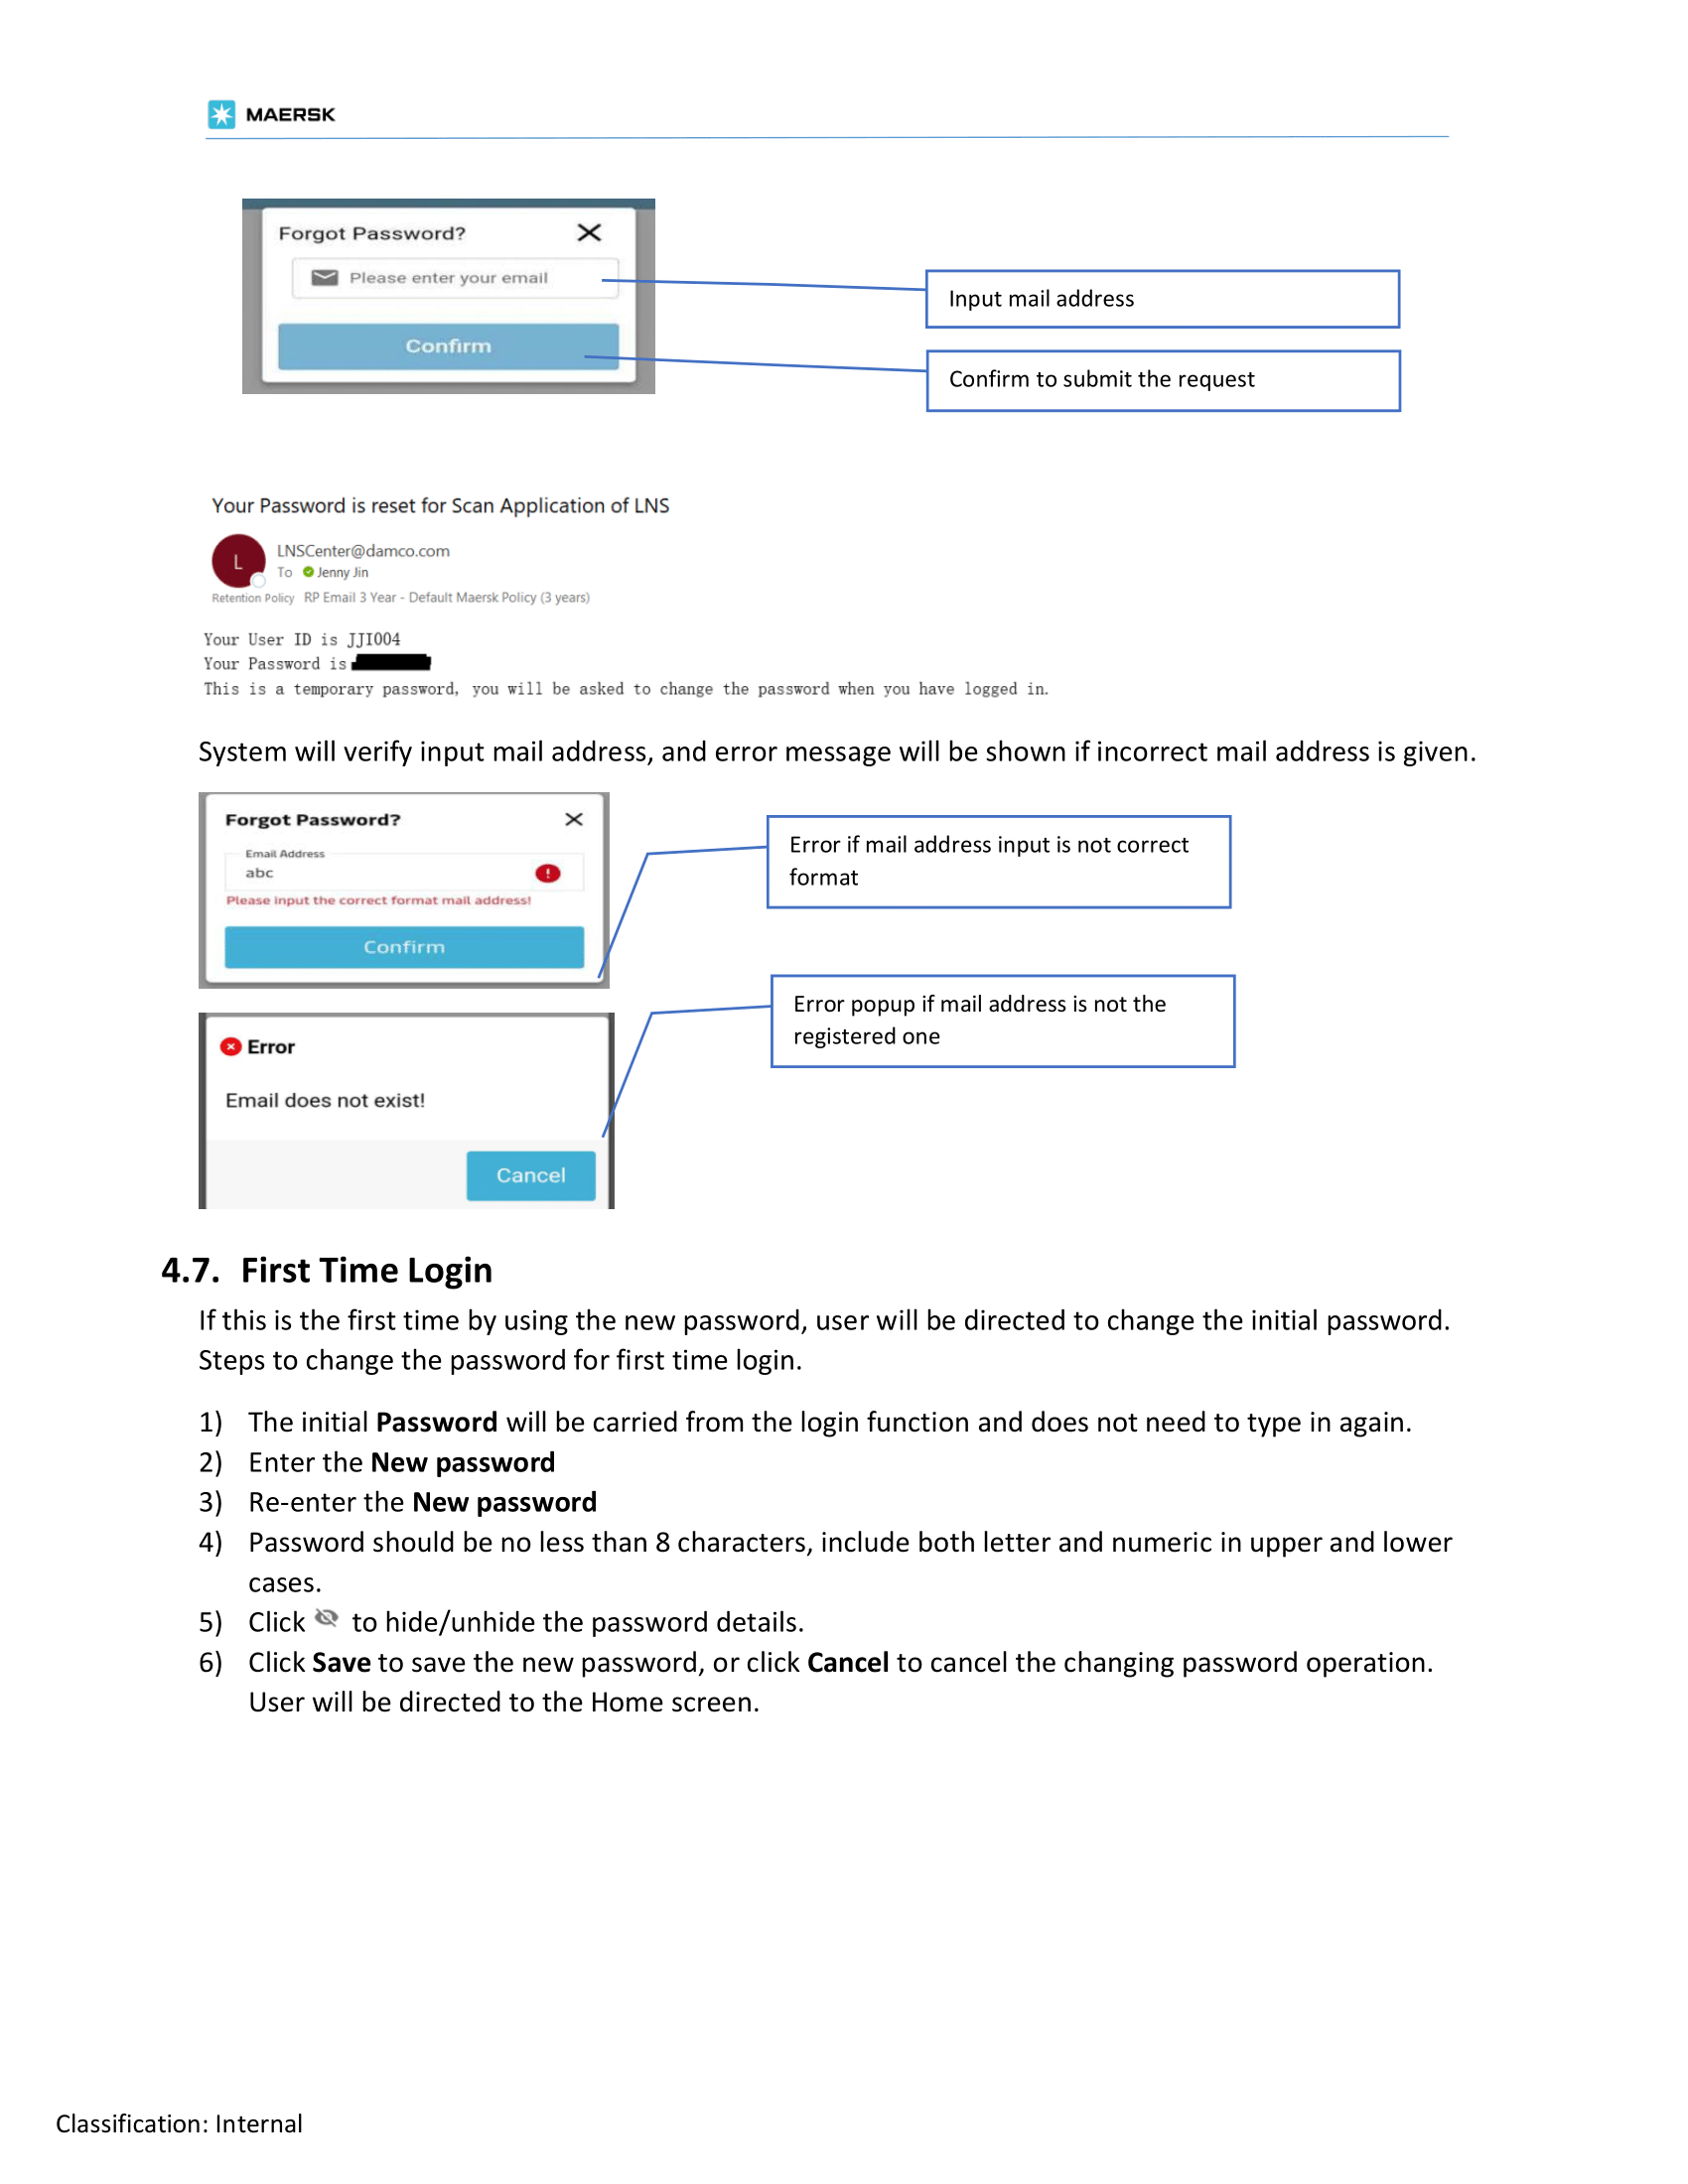 MAERSK
Forgot Password?
Please enter your email
Confirm
Input mail address
Confirm to submit the request
Your Password is reset for Scan Application of LNS
L
LNSCenter@damco.com
To Jenny Jin
Retention Policy RP Email 3 Year - Default Maersk Policy (3 years)
Your User ID is JJI004
Your Password is
This is a temporary password, you will be asked to change the password when you have logged in.
System will verify input mail address, and error message will be shown if incorrect mail address is given.
Forgot Password?
Email Address
abc
Please input the correct format mail address!
Confirm
Error if mail address input is not correct
format
Error popup if mail address is not the
registered one
Error
Email does not exist!
Cancel
4.7. First Time Login
If this is the first time by using the new password, user will be directed to change the initial password.
Steps to change the password for first time login.
1) The initial Password will be carried from the login function and does not need to type in again.
2) Enter the New password
3) Re-enter the New password
4) Password should be no less than 8 characters, include both letter and numeric in upper and lower
cases.
5) Click to hide/unhide the password details.
6) Click Save to save the new password, or click Cancel to cancel the changing password operation.
User will be directed to the Home screen.
Classification: Internal